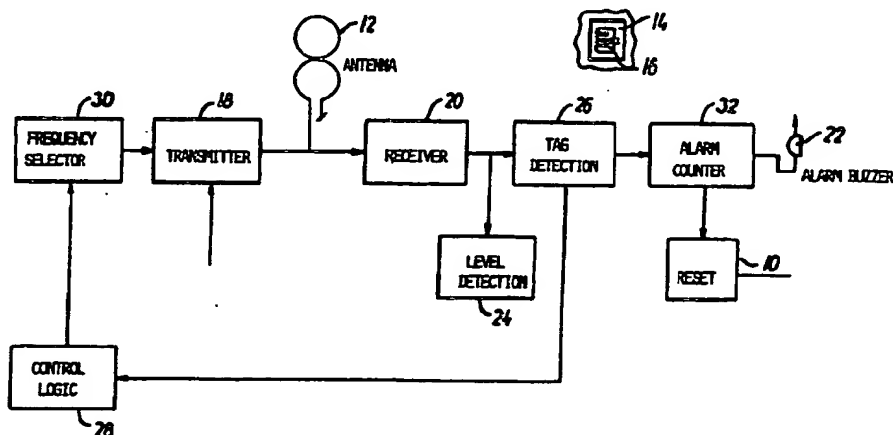 12
ANTENNA
14
16
30
FREQUENCY
SELECTOR
18
TRANSMITTER
20
RECEIVER
26
TAG
DETECTION
32
ALARM
COUNTER
22
ALARM BUZZER
LEVEL
DETECTION
24
RESET
10
CONTROL
LOGIC
28